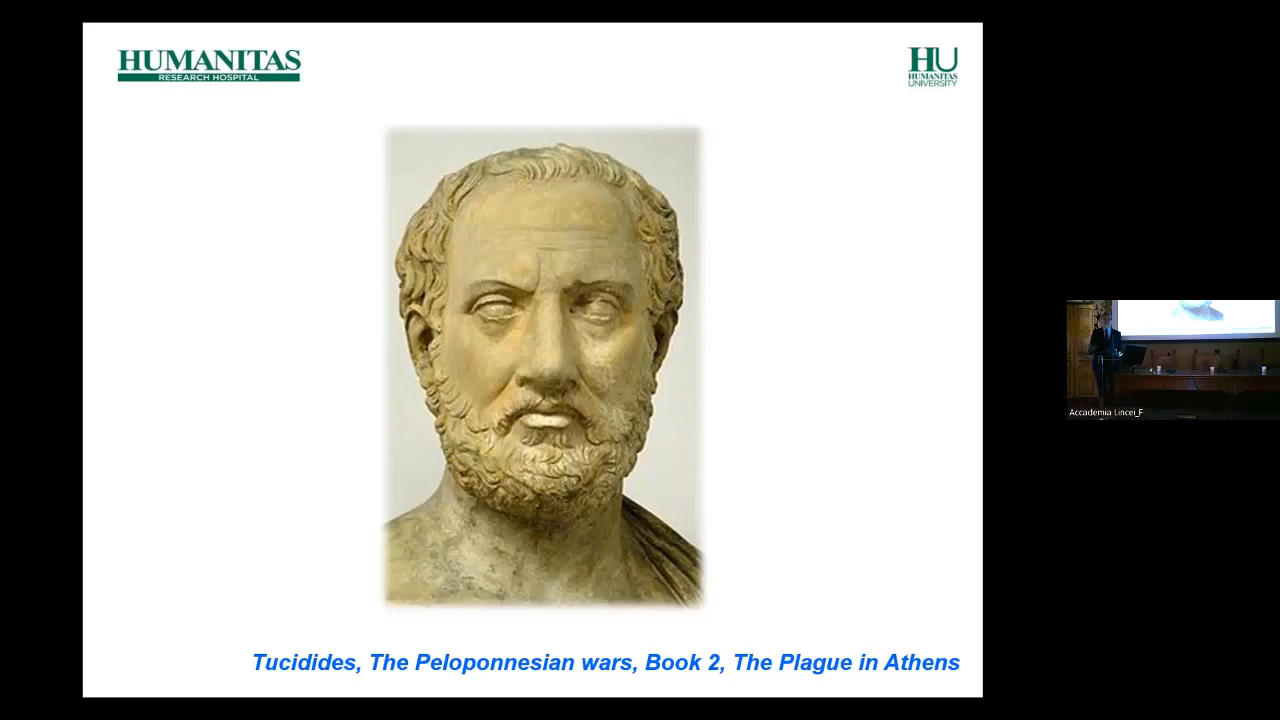 HUMANITAS
RESEARCH HOSPITAL
HU
HUMANITAS
UNIVERSITY
Accademia Lincei_F
Tucidides, The Peloponnesian wars, Book 2, The Plague in Athens